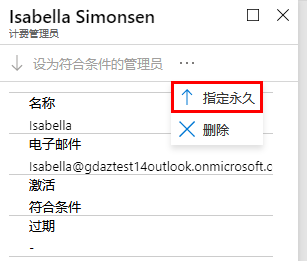 Isabella Simonsen
计费管理员
设为符合条件的管理员
指定永久
删除
名称
Isabella
电子邮件
Isabella@gdaztest14outlook.onmicrosoft.c
激活
符合条件
过期
-